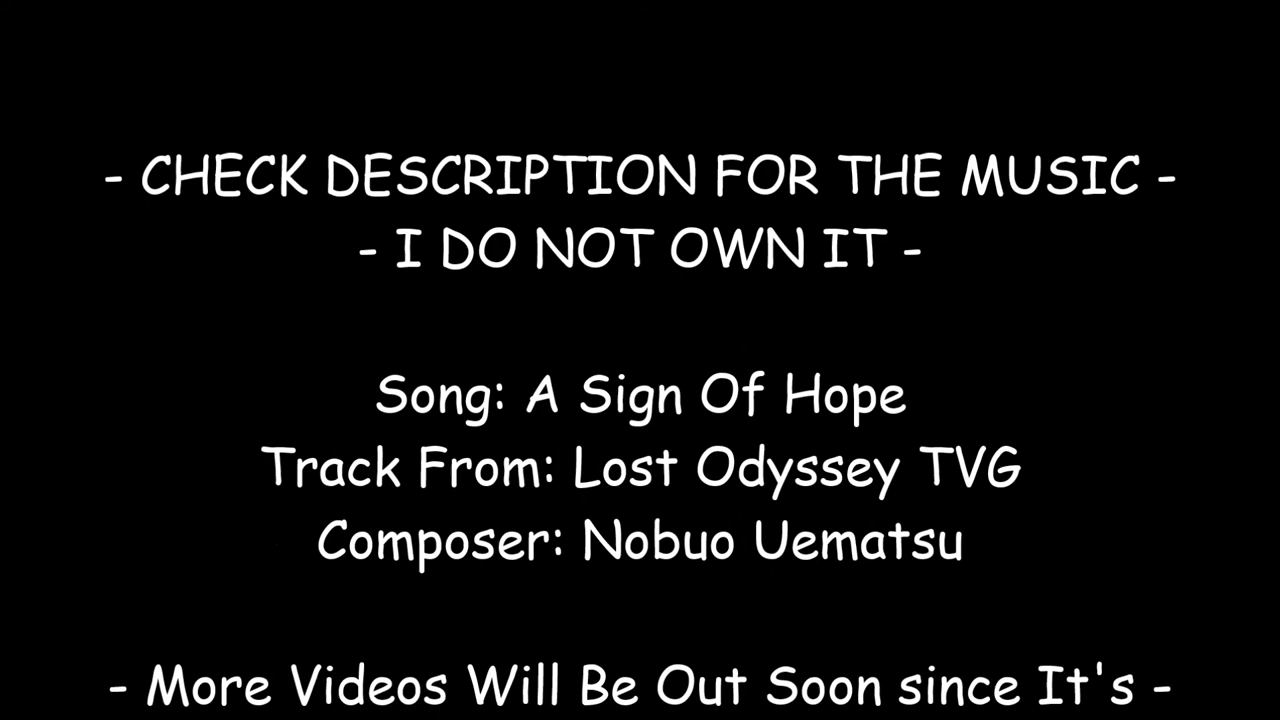 - CHECK DESCRIPTION FOR THE MUSIC -
- I DO NOT OWN IT -
Song: A Sign Of Hope
Track From: Lost Odyssey TVG
Composer: Nobuo Uematsu
- More Videos Will Be Out Soon since It's -